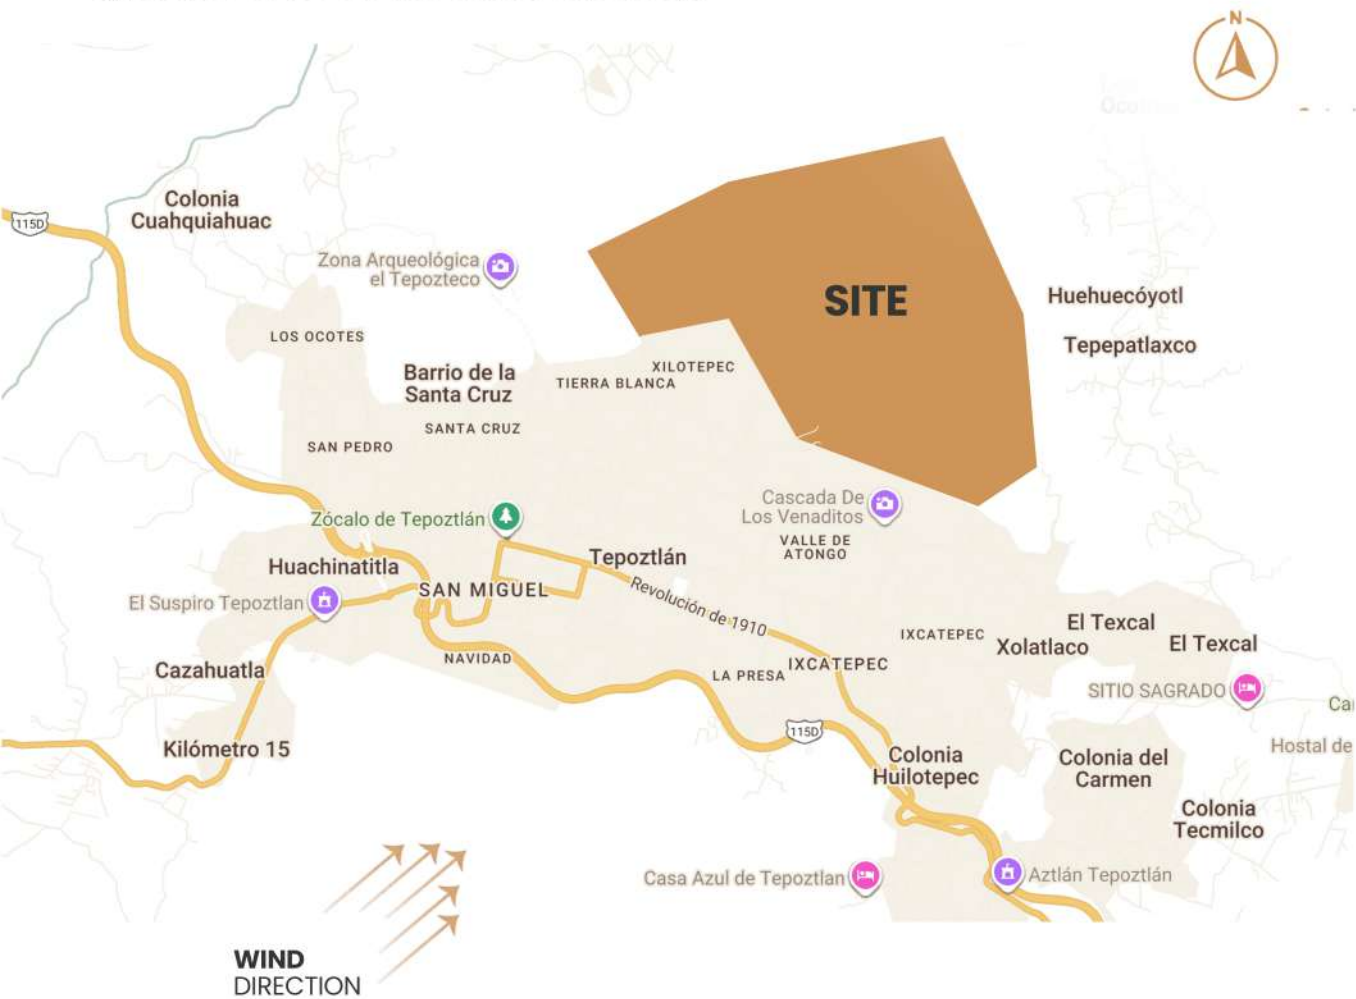 N
Colonia
Cuahquiahuac
115D
Zona Arqueológica
el Tepozteco
SITE
Huehuecóyotl
LOS OCOTES
Tepepatlaxco
XILOTEPEC
Barrio de la
Santa Cruz
TIERRA BLANCA
SANTA CRUZ
SAN PEDRO
Cascada De
Los Venaditos
Zócalo de Tepoztlán
VALLE DE
ATONGO
Tepoztlán
Huachinatitla
SAN MIGUEL
El Suspiro Tepoztlan
Revolución de 1910
El Texcal
IXCATEPEC
Xolatlaco
El Texcal
NAVIDAD
IXCATEPEC
Cazahuatla
LA PRESA
SITIO SAGRADO
115D
Hostal de
Kilómetro 15
Colonia
Huilotepec
Colonia del
Carmen
Colonia
Tecmilco
Casa Azul de Tepoztlan
Aztlán Tepoztlán
WIND
DIRECTION